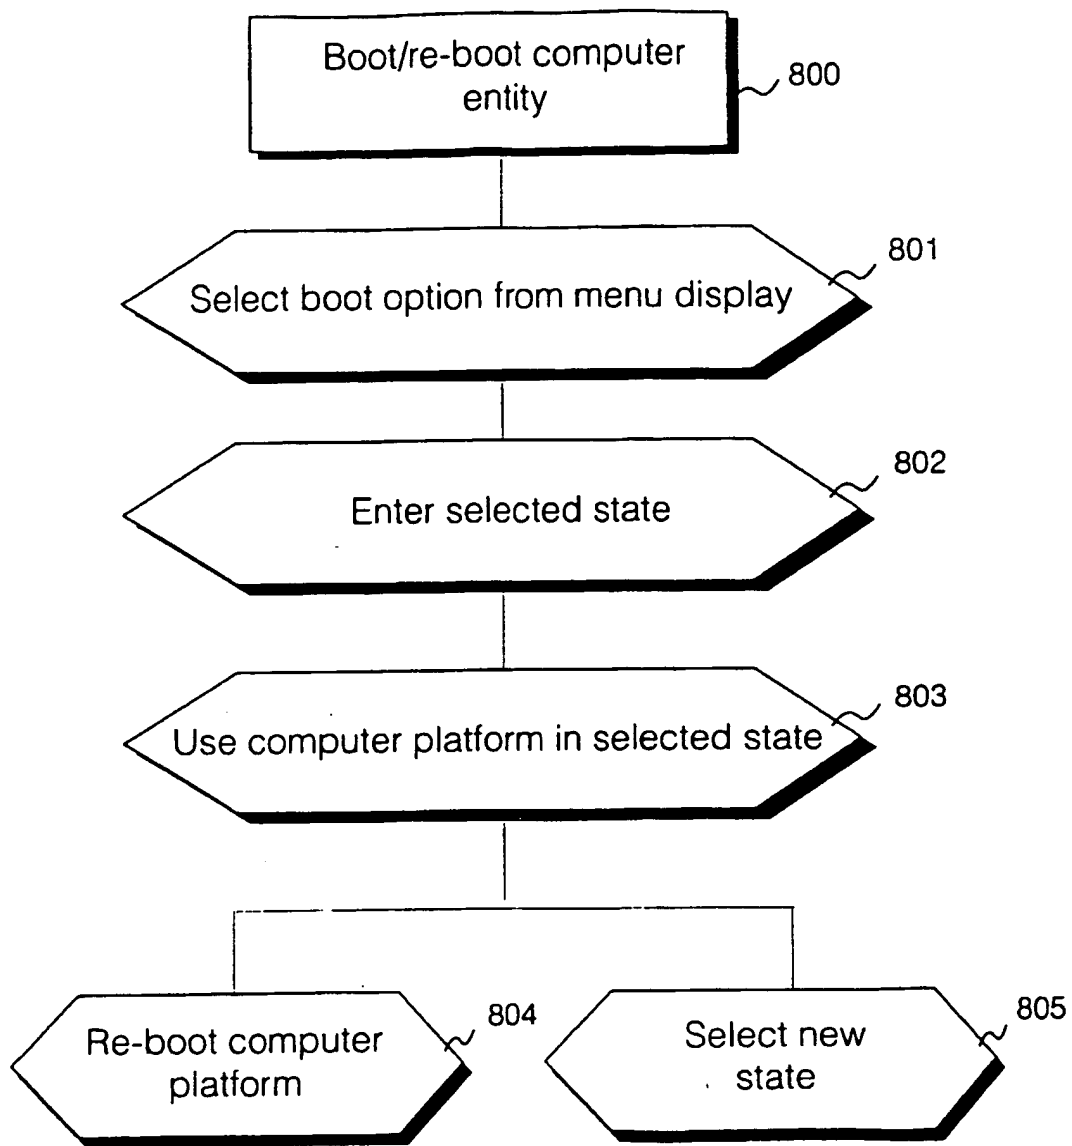 Boot/re-boot computer
entity
800
Select boot option from menu display
801
Enter selected state
802
Use computer platform in selected state
803
Re-boot computer
platform
804
Select new
state
805